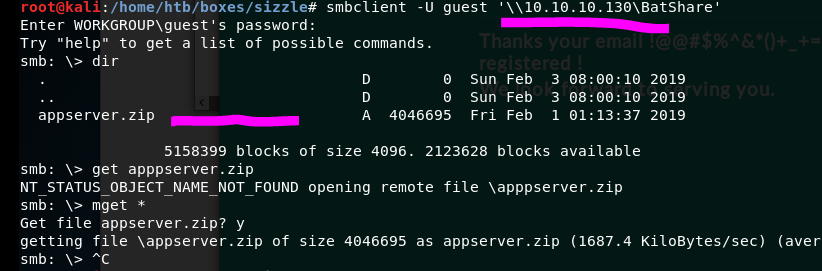 root@kali:/home/htb/boxes/sizzle# smbclient -U guest '\\10.10.10.130\BatShare'
Enter WORKGROUP\guest's password:
Try "help" to get a list of possible commands.
Thanks your email !@@#$%^&*()+_+=
registered !
We look forward to serving you.
smb: \> dir
  .                                   D        0  Sun Feb  3 08:00:10 2019
  ..                                  D        0  Sun Feb  3 08:00:10 2019
  appserver.zip                       A  4046695  Fri Feb  1 01:13:37 2019
5158399 blocks of size 4096. 2123628 blocks available
smb: \> get apppserver.zip
NT_STATUS_OBJECT_NAME_NOT_FOUND opening remote file \apppserver.zip
smb: \> mget *
Get file appserver.zip? y
getting file \appserver.zip of size 4046695 as appserver.zip (1687.4 KiloBytes/sec) (aver
smb: \> ^C